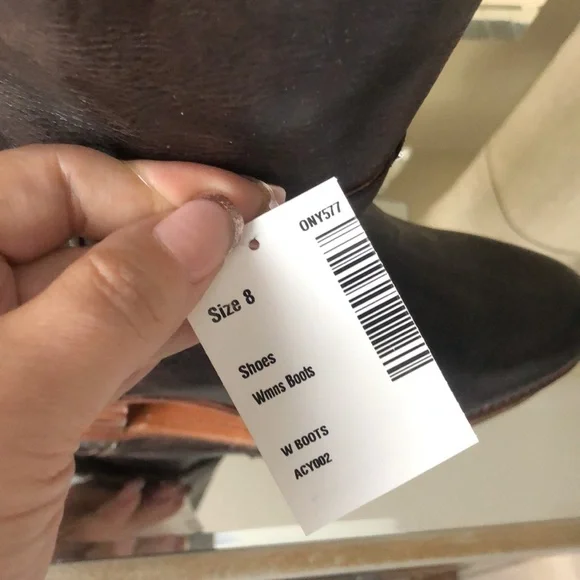 ONY577
Size 8
Shoes
Wmns Boots
W BOOTS
ACY002